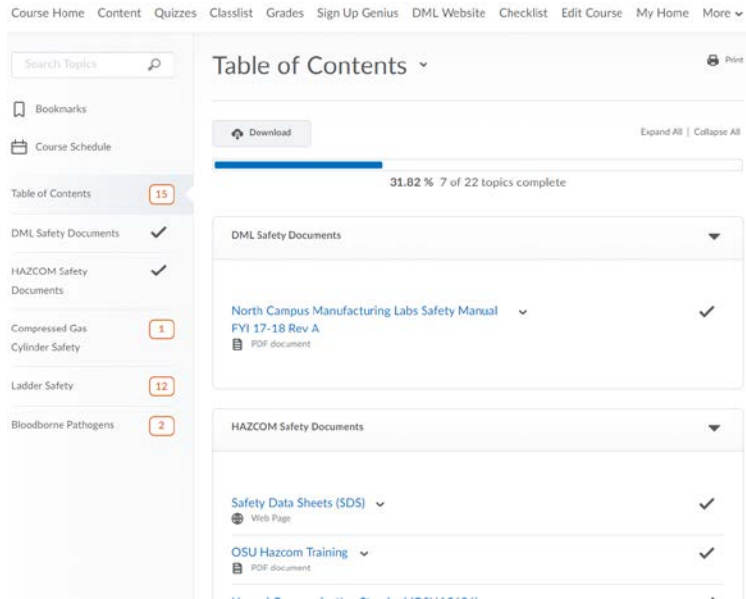 Course Home Content Quizzes Classlist Grades Sign Up Genius DML Website Checklist Edit Course My Home More
Search Topics
Bookmarks
Course Schedule
Table of Contents 15
DML Safety Documents
HAZCOM Safety
Documents
Compressed Gas
Cylinder Safety
1
Ladder Safety 12
Bloodborne Pathogens 2
Table of Contents
Print
Download
Expand All | Collapse All
31.82 % 7 of 22 topics complete
DML Safety Documents
North Campus Manufacturing Labs Safety Manual
FYI 17-18 Rev A
PDF document
HAZCOM Safety Documents
Safety Data Sheets (SDS)
Web Page
OSU Hazcom Training
PDF document